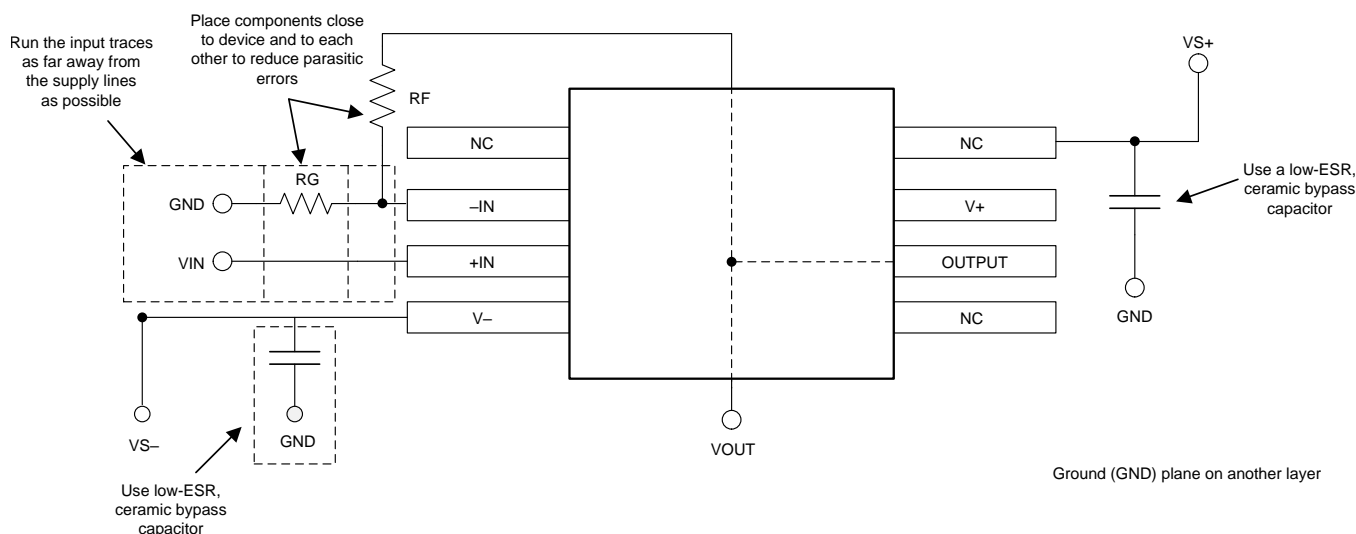 Place components close
to device and to each
other to reduce parasitic
errors
Run the input traces
as far away from
the supply lines
as possible
VS+
RF
NC
NC
Use a low-ESR,
ceramic bypass
capacitor
RG
GND
–IN
V+
VIN
+IN
OUTPUT
V–
NC
GND
VS–
GND
VOUT
Ground (GND) plane on another layer
Use low-ESR,
ceramic bypass
capacitor